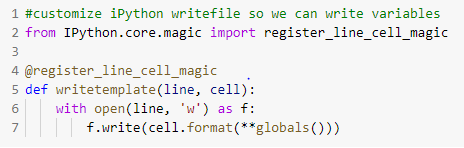 1 #customize iPython writefile so we can write variables
2 from IPython.core.magic import register_line_cell_magic
3
4 @register_line_cell_magic
5 def writetemplate(line, cell):
6     with open(line, 'w') as f:
7         f.write(cell.format(**globals()))